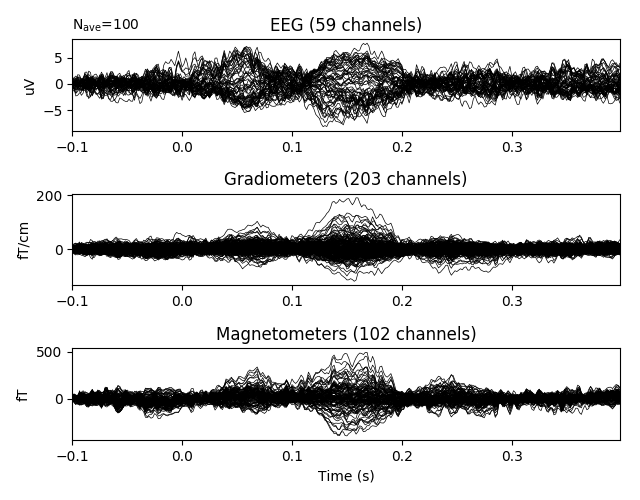 N_ave=100
EEG (59 channels)
5
0
−5
uV
−0.1 0.0 0.1 0.2 0.3
Gradiometers (203 channels)
200
0
fT/cm
−0.1 0.0 0.1 0.2 0.3
Magnetometers (102 channels)
500
0
fT
−0.1 0.0 0.1 0.2 0.3
Time (s)